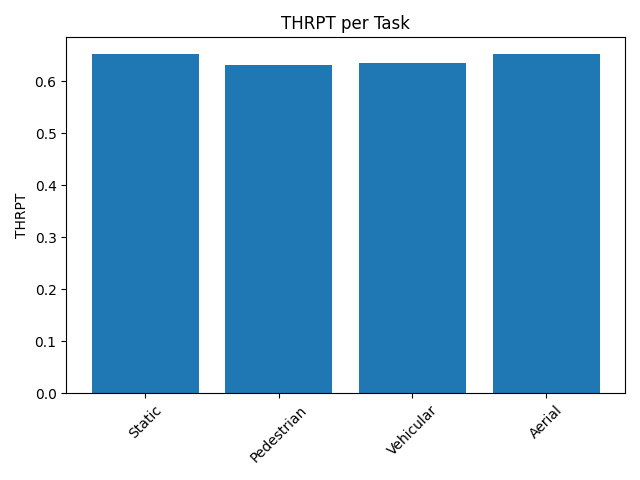 THRPT per Task
THRPT
0.6
0.5
0.4
0.3
0.2
0.1
0.0
Static
Pedestrian
Vehicular
Aerial